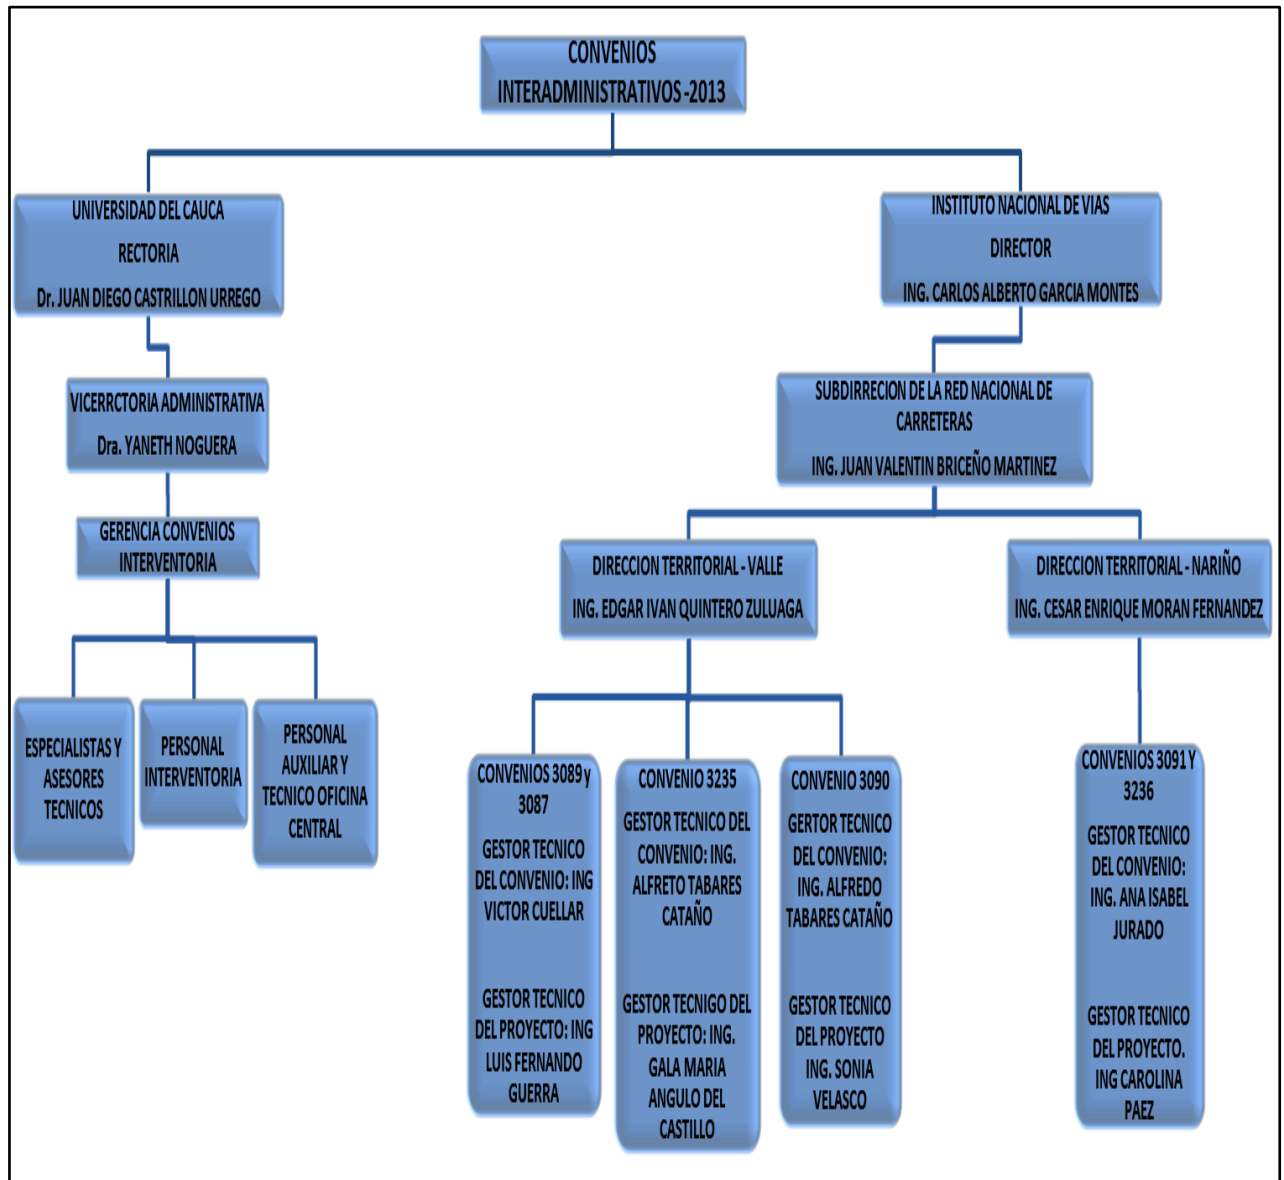 CONVENIOS
INTERADMINISTRATIVOS -2013
UNIVERSIDAD DEL CAUCA
RECTORIA
Dr. JUAN DIEGO CASTRILLON URREGO
INSTITUTO NACIONAL DE VIAS
DIRECTOR
ING. CARLOS ALBERTO GARCIA MONTES
VICERRCTORIA ADMINISTRATIVA
Dra. YANETH NOGUERA
SUBDIRRECION DE LA RED NACIONAL DE
CARRETERAS
ING. JUAN VALENTIN BRICEÑO MARTINEZ
GERENCIA CONVENIOS
INTERVENTORIA
DIRECCION TERRITORIAL - VALLE
ING. EDGAR IVAN QUINTERO ZULUAGA
DIRECCION TERRITORIAL - NARIÑO
ING. CESAR ENRIQUE MORAN FERNANDEZ
ESPECIALISTAS Y
ASESORES
TECNICOS
PERSONAL
INTERVENTORIA
PERSONAL
AUXILIAR Y
TECNICO OFICINA
CENTRAL
CONVENIOS 3089 y
3087
GESTOR TECNICO
DEL CONVENIO: ING
VICTOR CUELLAR
GESTOR TECNICO
DEL PROYECTO: ING
LUIS FERNANDO
GUERRA
CONVENIO 3235
GESTOR TECNICO DEL
CONVENIO: ING.
ALFRETO TABARES
CATAÑO
GESTOR TECNIGO DEL
PROYECTO: ING.
GALA MARIA
ANGULO DEL
CASTILLO
CONVENIO 3090
GERTOR TECNICO
DEL CONVENIO:
ING. ALFREDO
TABARES CATAÑO
GESTOR TECNICO
DEL PROYECTO
ING. SONIA
VELASCO
CONVENIOS 3091 Y
3236
GESTOR TECNICO
DEL CONVENIO:
ING. ANA ISABEL
JURADO
GESTOR TECNICO
DEL PROYECTO.
ING CAROLINA
PAEZ